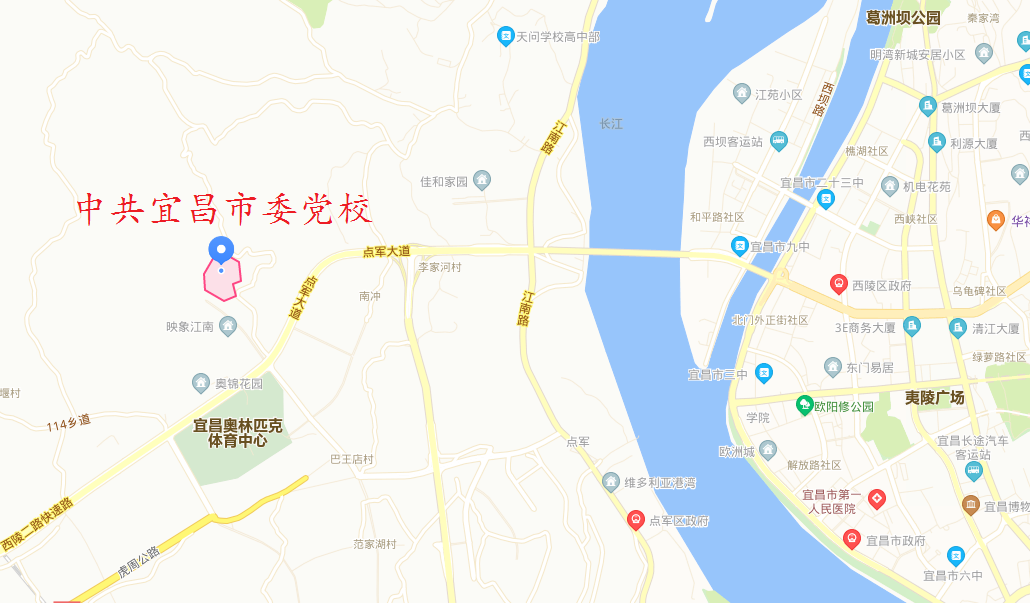 葛洲坝公园
秦家湾
天问学校高中部
明湾新城安居小区
江苑小区
西坝路
葛洲坝大厦
长江
江南路
西坝客运站
利源大厦
西
樵湖社区
佳和家园
宜昌市二十三中
机电花苑
中共宜昌市委党校
和平路社区
西峡社区
华祥
点军大道
宜昌市九中
李家河村
点军大道
南冲
江南路
西陵区政府
乌龟碑社区
映象江南
北门外正街社区
3E商务大厦
清江大厦
绿萝路社区
宜昌市三中
东门易居
奥锦花园
堰村
夷陵广场
欧阳修公园
114乡道
宜昌奥林匹克
体育中心
学院
点军
宜昌长途汽车
客运站
欧洲城
巴王店村
解放路社区
维多利亚港湾
宜昌市第一
人民医院
宜昌博物
西陵二路快速路
点军区政府
宜昌市政府
范家湖村
虎周公路
宜昌市六中